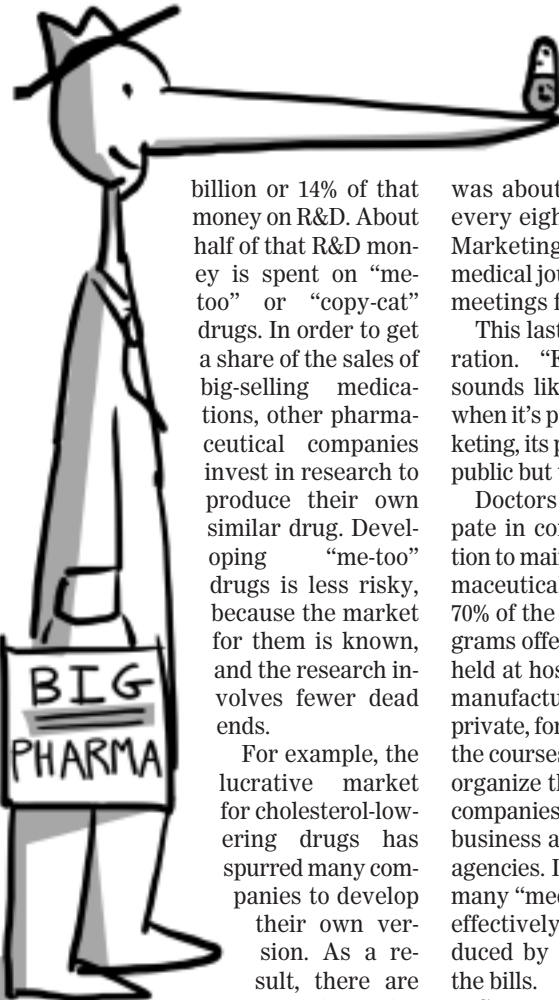 BIG
PHARMA
billion or 14% of that
money on R&D. About
half of that R&D mon-
ey is spent on “me-
too” or “copy-cat”
drugs. In order to get
a share of the sales of
big-selling medica-
tions, other pharma-
ceutical companies
invest in research to
produce their own
similar drug. Devel-
oping “me-too”
drugs is less risky,
because the market
for them is known,
and the research in-
volves fewer dead
ends.
For example, the
lucrative market
for cholesterol-low-
ering drugs has
spurred many com-
panies to develop
their own ver-
sion. As a re-
sult, there are
was about
every eigh
Marketing
medical jou
meetings f
This last
ration. “E
sounds lik
when it’s p
keting, its p
public but
Doctors
pate in co
tion to mai
maceutical
70% of the
grams offe
held at hos
manufactu
private, for
the courses
organize th
companies
business a
agencies. I
many “med
effectively
duced by
the bills.